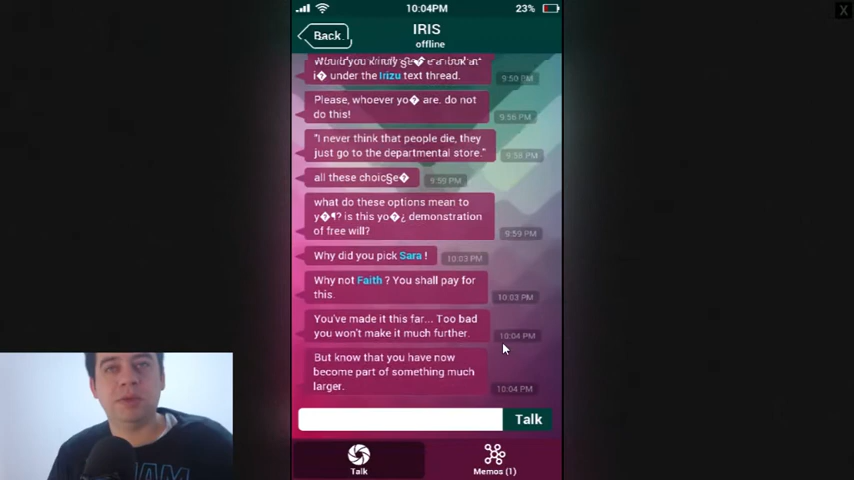 10:04PM
23%
X
Back
IRIS
offline
under the Irizu text thread.
9:50 PM
Please, whoever yo� are. do not
do this!
9:56 PM
"I never think that people die, they
just go to the departmental store."
9:58 PM
all these choic§e�
9:59 PM
what do these options mean to
y�¶? is this yo�¿ demonstration
of free will?
9:59 PM
Why did you pick Sara !
10:03 PM
Why not Faith ? You shall pay for
this.
10:03 PM
You've made it this far... Too bad
you won't make it much further.
10:04 PM
But know that you have now
become part of something much
larger.
10:04 PM
Talk
Talk
Memos (1)